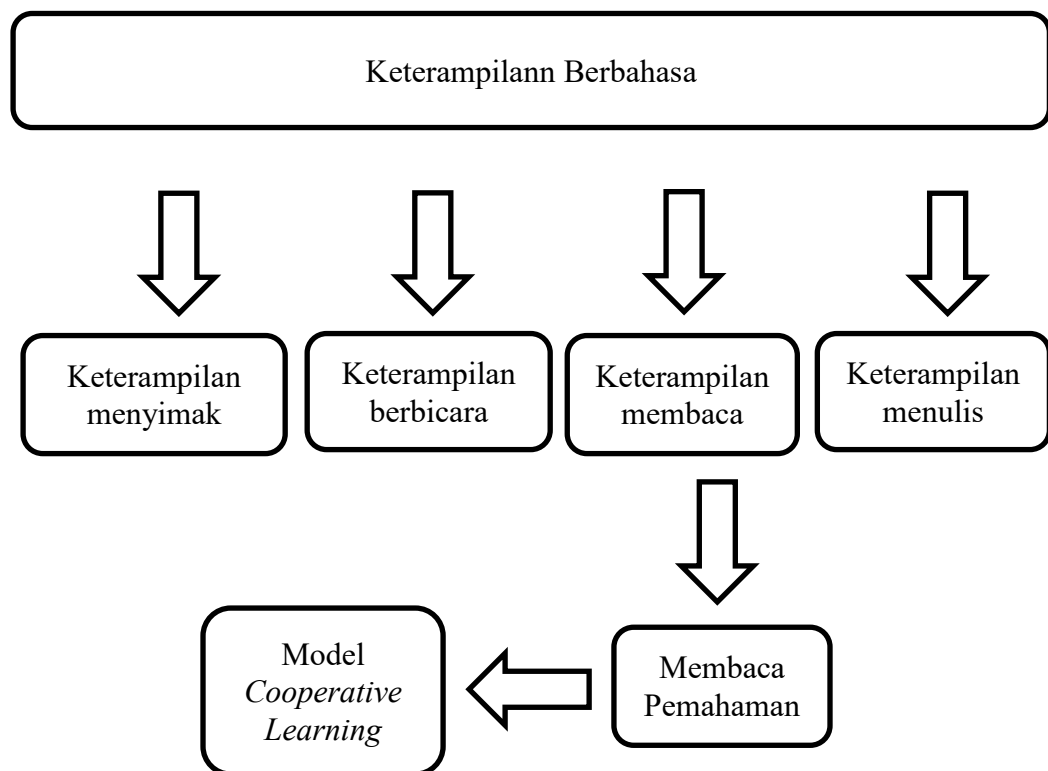 Keterampilann Berbahasa
Keterampilan
menyimak
Keterampilan
berbicara
Keterampilan
membaca
Keterampilan
menulis
Model
Cooperative
Learning
Membaca
Pemahaman